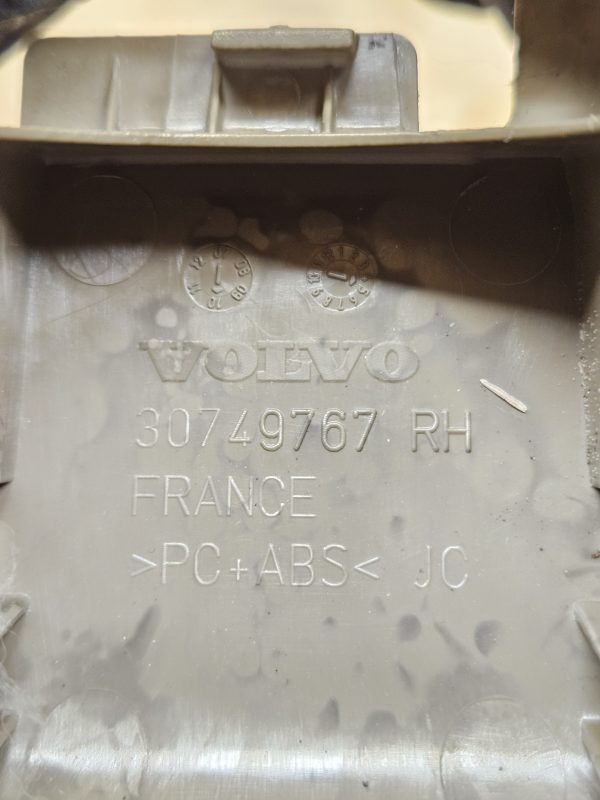 VOLVO
30749767 RH
FRANCE
>PC+ABS< JC